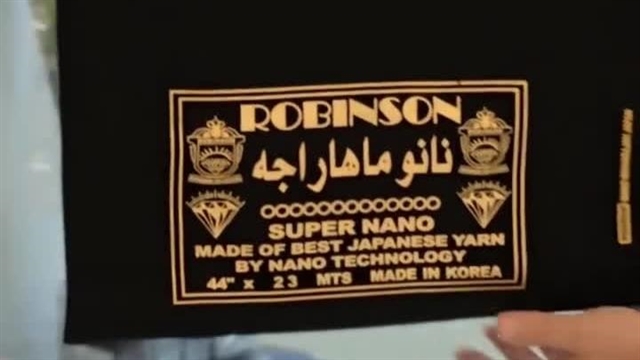 ROBINSON
نانو ماهاراجه
SUPER NANO
MADE OF BEST JAPANESE YARN
BY NANO TECHNOLOGY
44" x 23 MTS MADE IN KOREA